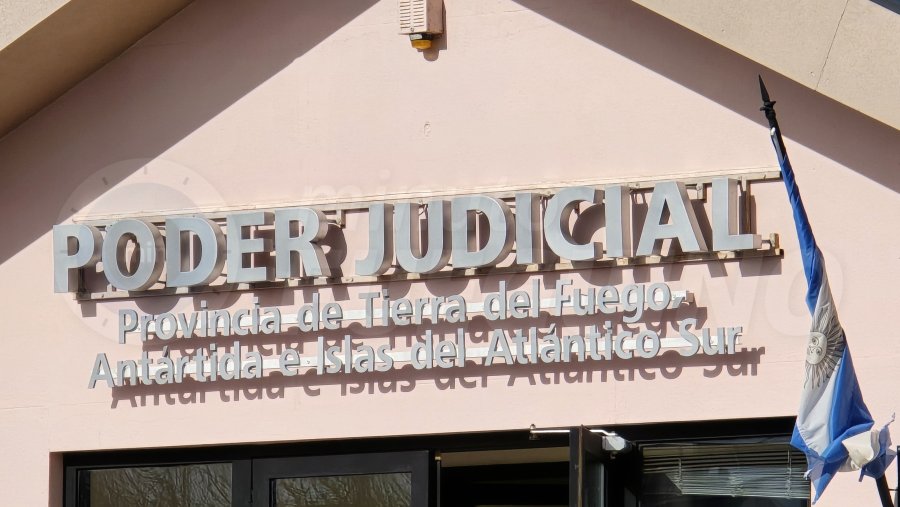 PODER JUDICIAL
Provincia de Tierra del Fuego,
Antártida e Islas del Atlántico Sur